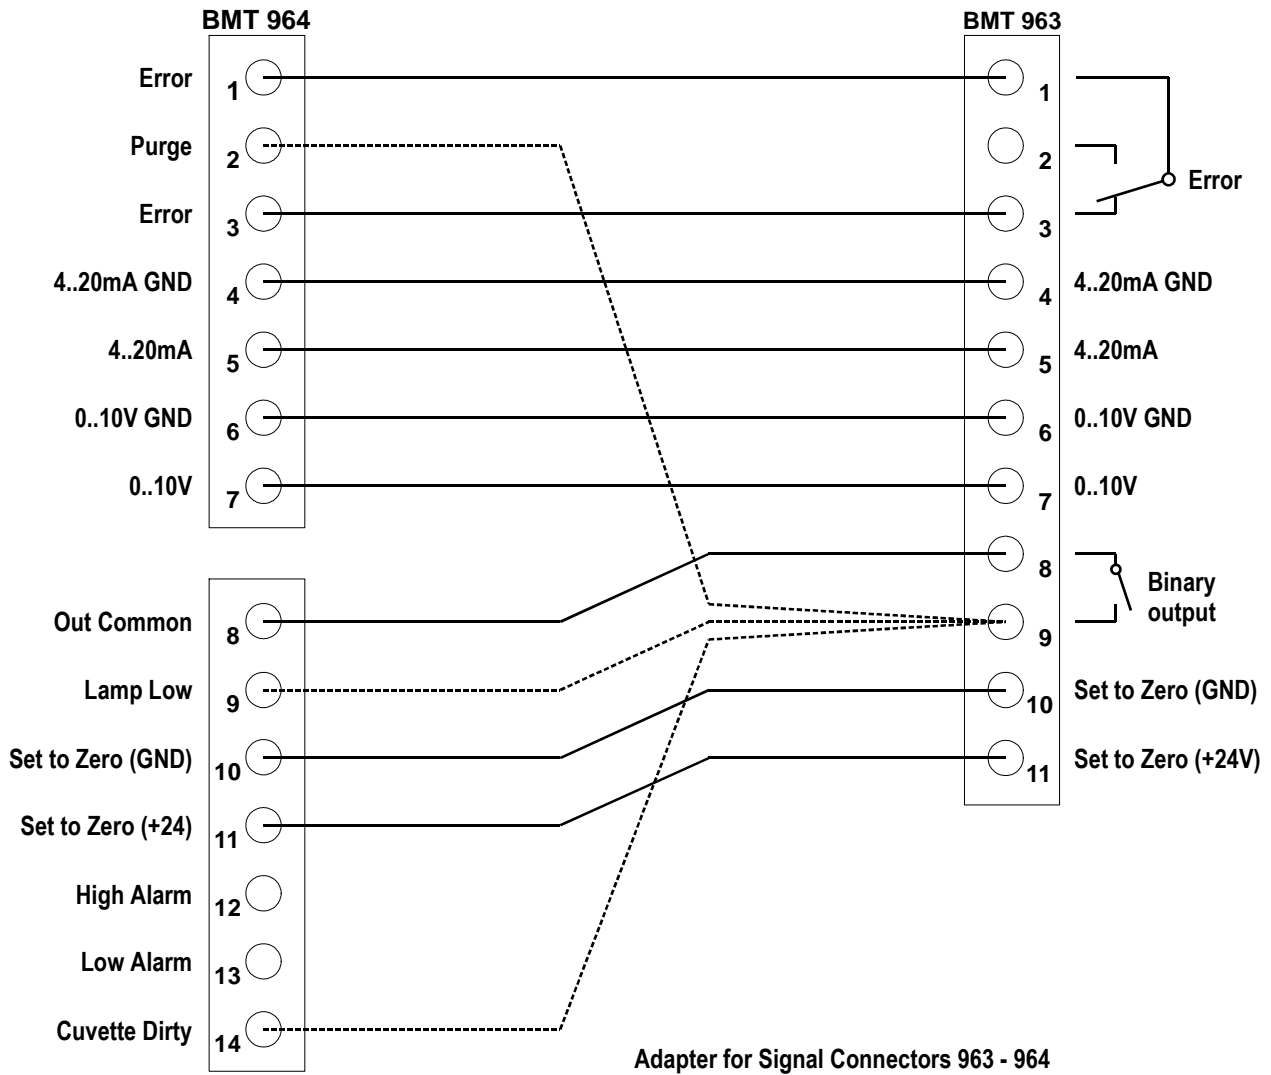 BMT 964
BMT 963
Error
1
1
Purge
2
2
Error
Error
3
3
4..20mA GND
4
4
4..20mA GND
4..20mA
5
5
4..20mA
0..10V GND
6
6
0..10V GND
0..10V
7
7
0..10V
8
Binary
output
Out Common
8
9
Lamp Low
9
10
Set to Zero (GND)
Set to Zero (GND)
10
11
Set to Zero (+24V)
Set to Zero (+24)
11
High Alarm
12
Low Alarm
13
Cuvette Dirty
14
Adapter for Signal Connectors 963 - 964